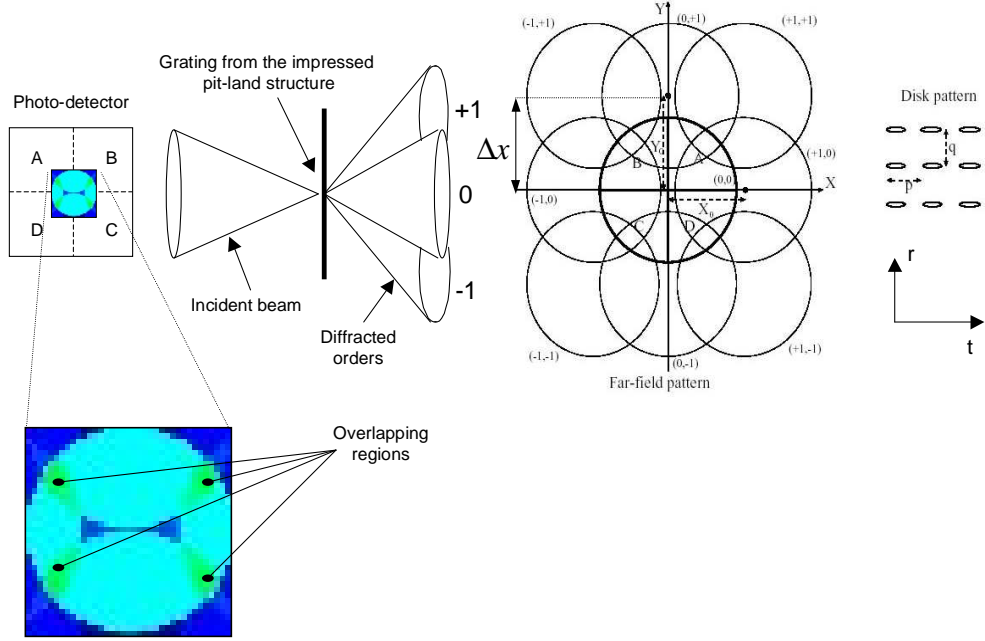 Grating from the impressed
pit-land structure
Photo-detector
A
B
D
C
Incident beam
+1
0
-1
Diffracted
orders
Δx
(-1,+1)
Y
(0,+1)
(+1,+1)
B
Y₀
A
(+1,0)
(0,0)
X
(-1,0)
X₀
C
D
(-1,-1)
(0,-1)
(+1,-1)
Far-field pattern
Disk pattern
q
p
r
t
Overlapping
regions